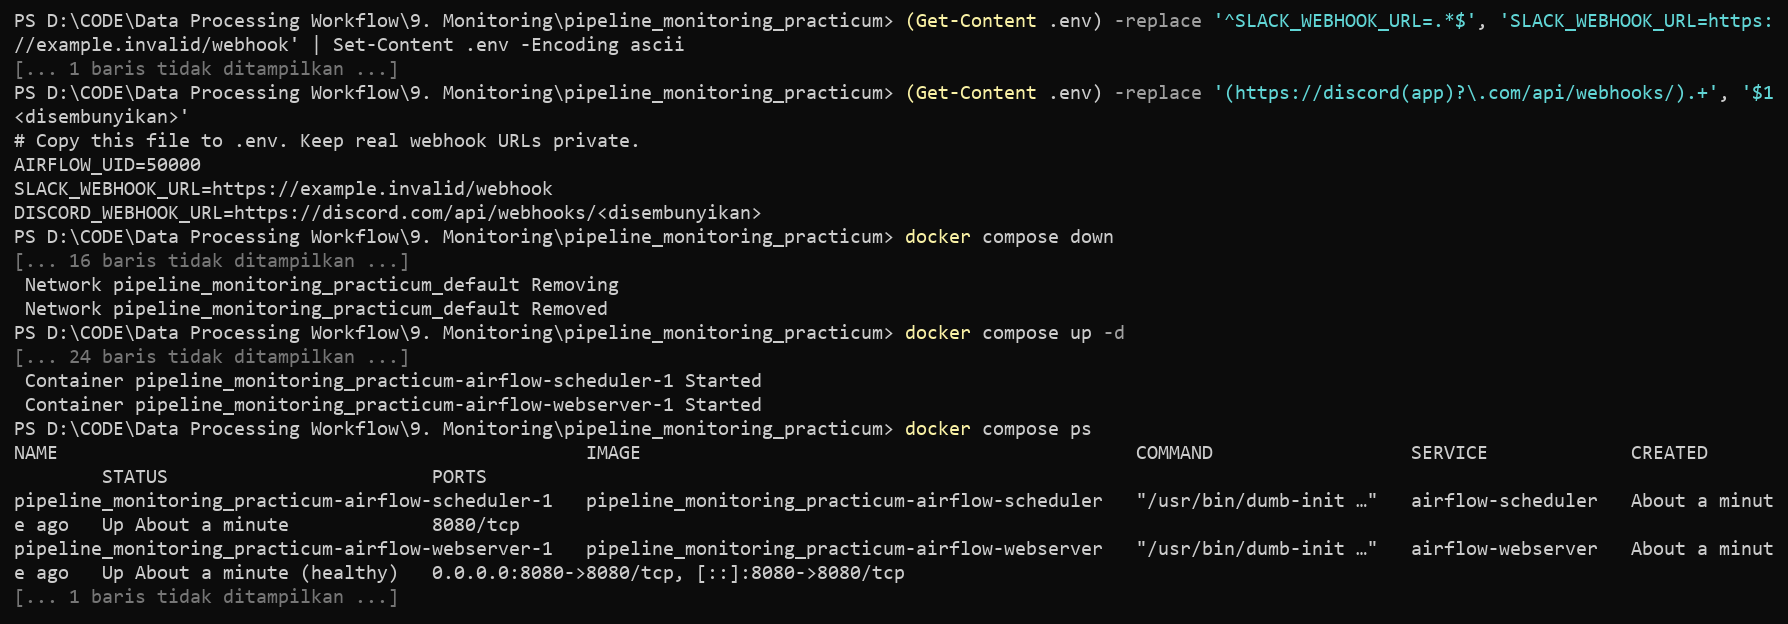 PS D:\CODE\Data Processing Workflow\9. Monitoring\pipeline_monitoring_practicum> (Get-Content .env) -replace '^SLACK_WEBHOOK_URL=.*$', 'SLACK_WEBHOOK_URL=https:
//example.invalid/webhook' | Set-Content .env -Encoding ascii
[... 1 baris tidak ditampilkan ...]
PS D:\CODE\Data Processing Workflow\9. Monitoring\pipeline_monitoring_practicum> (Get-Content .env) -replace '(https://discord(app)?\.com/api/webhooks/).+', '$1
<disembunyikan>'
# Copy this file to .env. Keep real webhook URLs private.
AIRFLOW_UID=50000
SLACK_WEBHOOK_URL=https://example.invalid/webhook
DISCORD_WEBHOOK_URL=https://discord.com/api/webhooks/<disembunyikan>
PS D:\CODE\Data Processing Workflow\9. Monitoring\pipeline_monitoring_practicum> docker compose down
[... 16 baris tidak ditampilkan ...]
 Network pipeline_monitoring_practicum_default Removing
 Network pipeline_monitoring_practicum_default Removed
PS D:\CODE\Data Processing Workflow\9. Monitoring\pipeline_monitoring_practicum> docker compose up -d
[... 24 baris tidak ditampilkan ...]
 Container pipeline_monitoring_practicum-airflow-scheduler-1 Started
 Container pipeline_monitoring_practicum-airflow-webserver-1 Started
PS D:\CODE\Data Processing Workflow\9. Monitoring\pipeline_monitoring_practicum> docker compose ps
NAME                                                IMAGE                                             COMMAND                  SERVICE             CREATED
        STATUS                        PORTS
pipeline_monitoring_practicum-airflow-scheduler-1   pipeline_monitoring_practicum-airflow-scheduler   "/usr/bin/dumb-init …"   airflow-scheduler   About a minut
e ago   Up About a minute             8080/tcp
pipeline_monitoring_practicum-airflow-webserver-1   pipeline_monitoring_practicum-airflow-webserver   "/usr/bin/dumb-init …"   airflow-webserver   About a minut
e ago   Up About a minute (healthy)   0.0.0.0:8080->8080/tcp, [::]:8080->8080/tcp
[... 1 baris tidak ditampilkan ...]